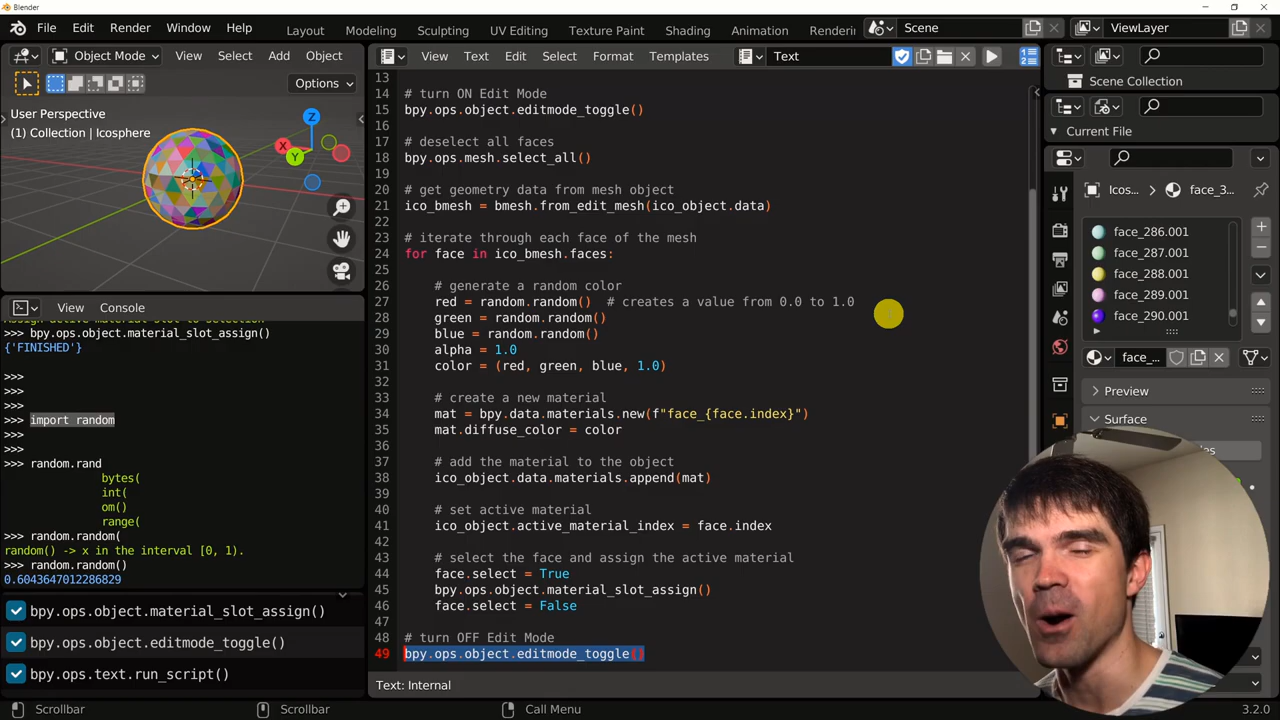 Blender
File Edit Render Window Help
Layout Modeling Sculpting UV Editing Texture Paint Shading Animation Renderi
Scene
ViewLayer
Object Mode
View Select Add Object
Options
User Perspective
(1) Collection | Icosphere
X
Y
Z
View Console
>>> bpy.ops.object.material_slot_assign()
{'FINISHED'}
>>>
>>>
>>>
>>> import random
>>>
>>>
>>> random.rand
bytes(
int(
om()
range(
>>> random.random(
random() -> x in the interval [0, 1).
>>> random.random()
0.6043647012286829
bpy.ops.object.material_slot_assign()
bpy.ops.object.editmode_toggle()
bpy.ops.text.run_script()
View Text Edit Select Format Templates
Text
13
14 # turn ON Edit Mode
15 bpy.ops.object.editmode_toggle()
16
17 # deselect all faces
18 bpy.ops.mesh.select_all()
19
20 # get geometry data from mesh object
21 ico_bmesh = bmesh.from_edit_mesh(ico_object.data)
22
23 # iterate through each face of the mesh
24 for face in ico_bmesh.faces:
25
26 # generate a random color
27 red = random.random() # creates a value from 0.0 to 1.0
28 green = random.random()
29 blue = random.random()
30 alpha = 1.0
31 color = (red, green, blue, 1.0)
32
33 # create a new material
34 mat = bpy.data.materials.new(f"face_{face.index}")
35 mat.diffuse_color = color
36
37 # add the material to the object
38 ico_object.data.materials.append(mat)
39
40 # set active material
41 ico_object.active_material_index = face.index
42
43 # select the face and assign the active material
44 face.select = True
45 bpy.ops.object.material_slot_assign()
46 face.select = False
47
48 # turn OFF Edit Mode
49 bpy.ops.object.editmode_toggle()
Text: Internal
Scene Collection
Current File
Icos... face_3...
face_286.001
face_287.001
face_288.001
face_289.001
face_290.001
face_...
Preview
Surface
Scrollbar Scrollbar Call Menu 3.2.0